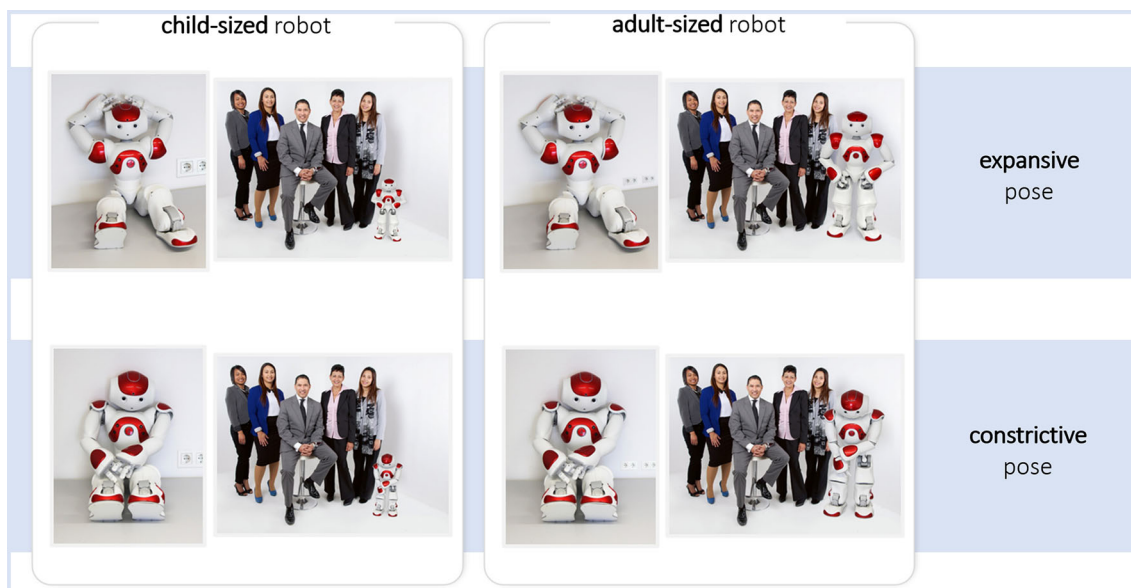 child-sized robot
adult-sized robot
expansive
pose
constrictive
pose